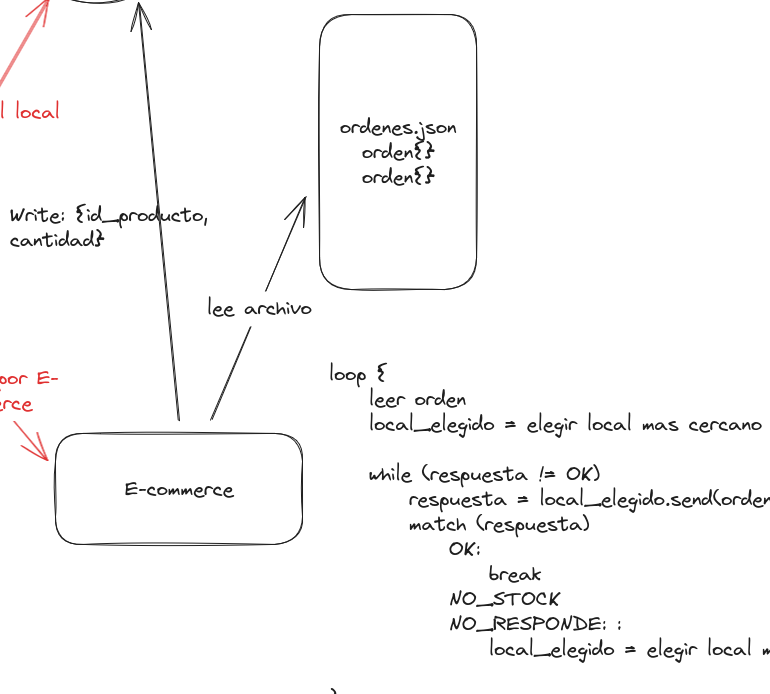 l local
ordenes.json
orden{}
orden{}
Write: {id_producto,
cantidad}
lee archivo
por E-
erce
E-commerce
loop {
leer orden
local_elegido = elegir local mas cercano
while (respuesta != OK)
respuesta = local_elegido.send(orden
match (respuesta)
OK:
break
NO_STOCK
NO_RESPONDE: :
local_elegido = elegir local m
}